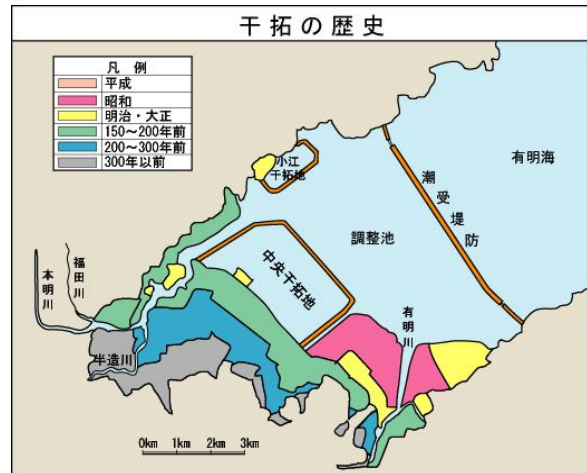 干拓の歴史
凡例
平成
昭和
明治・大正
150～200年前
200～300年前
300年以前
小江
干拓地
有明海
潮受堤防
調整池
中央干拓地
福田川
本明川
有明川
半造川
0km 1km 2km 3km